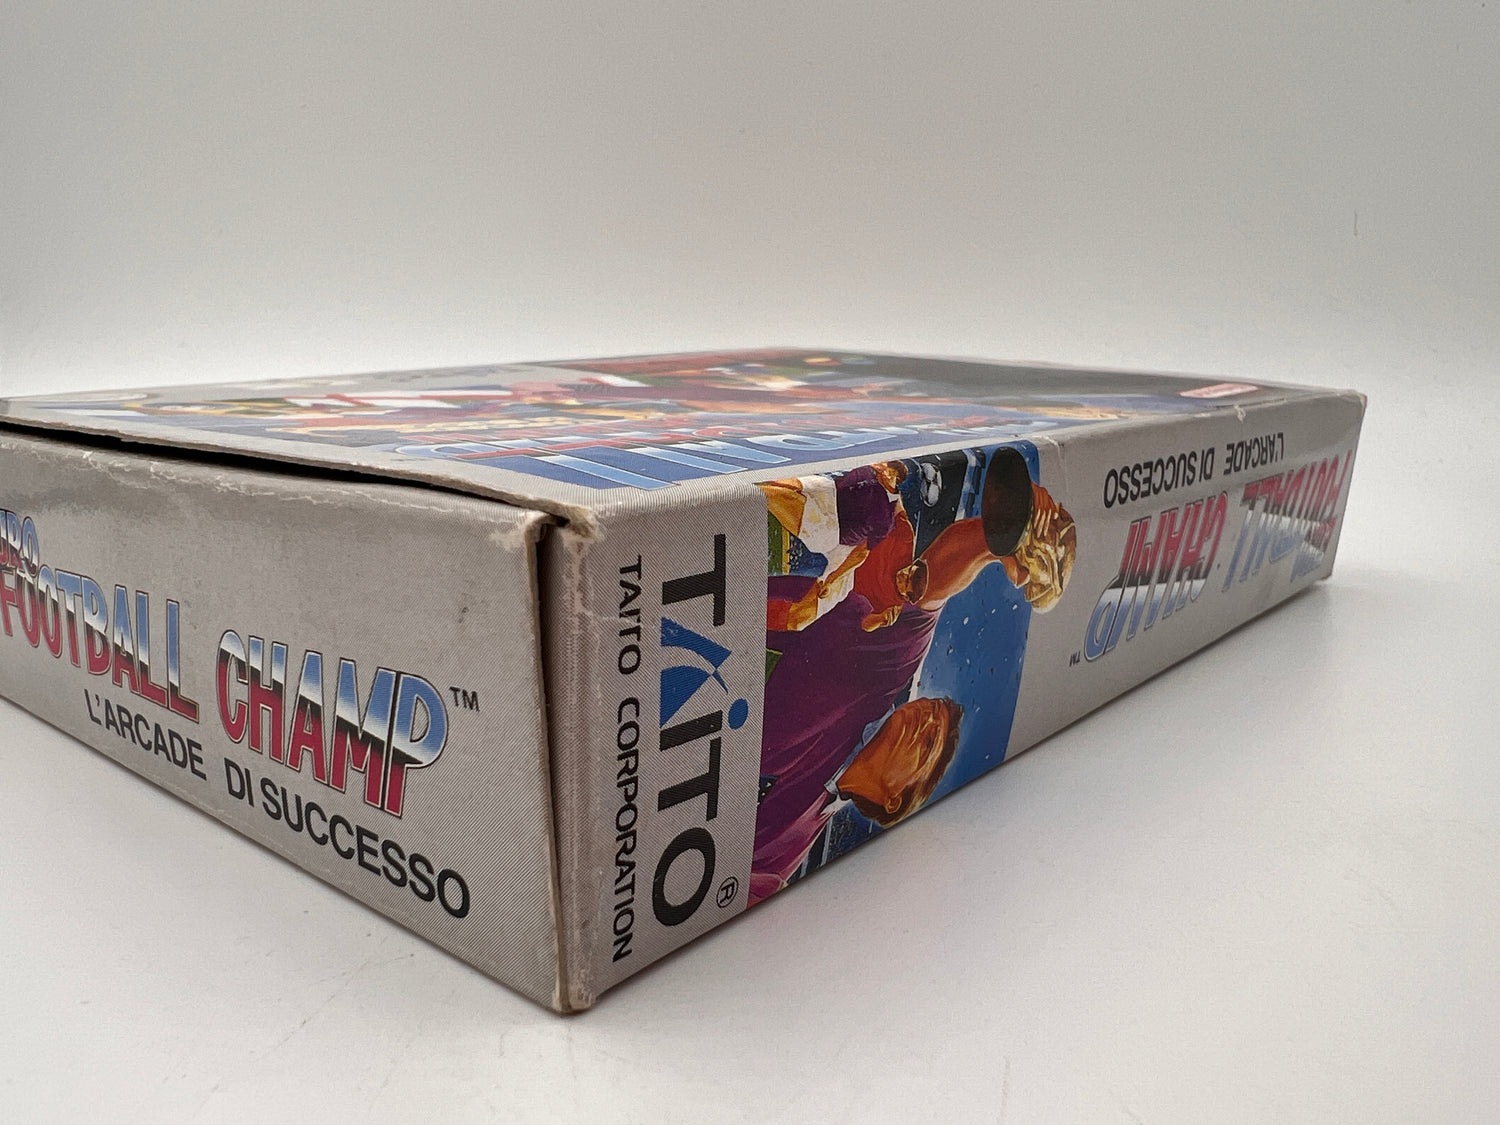 FOOTBALL CHAMP™
L'ARCADE DI SUCCESSO
TAITO®
TAITO CORPORATION
FOOTBALL CHAMP™
L'ARCADE DI SUCCESSO